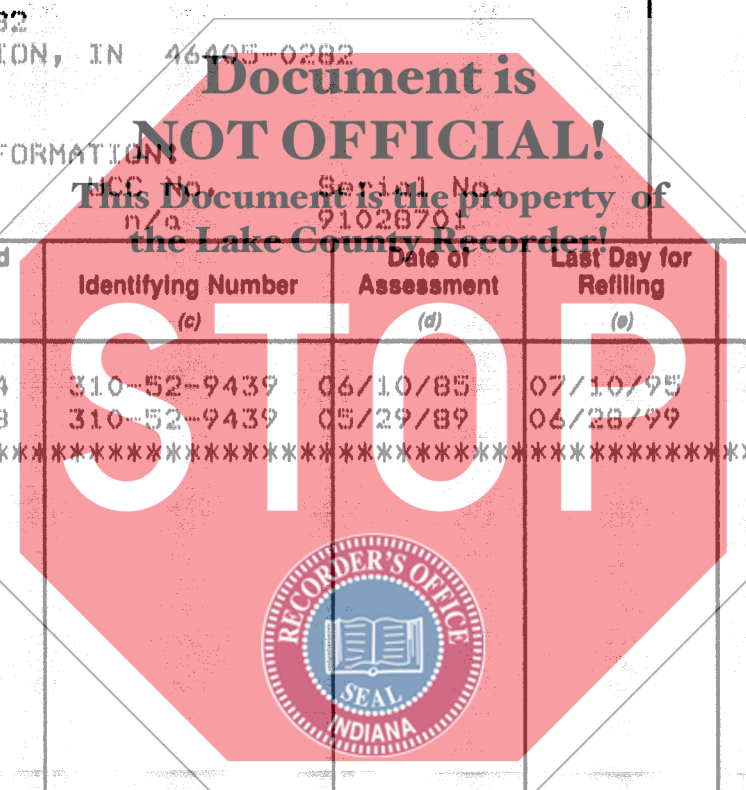 32
ION, IN 46405-0282
Document is
NOT OFFICIAL!
FORMATION!
UCC No. Serial No.
This Document is the property of
n/a 91028701
the Lake County Recorder!
d Identifying Number Date of Assessment Last Day for Refiling
(c) (d) (e)
4 310-52-9439 06/10/85 07/10/95
8 310-52-9439 05/29/89 06/28/99
STOP
RECORDER'S OFFICE
SEAL
INDIANA